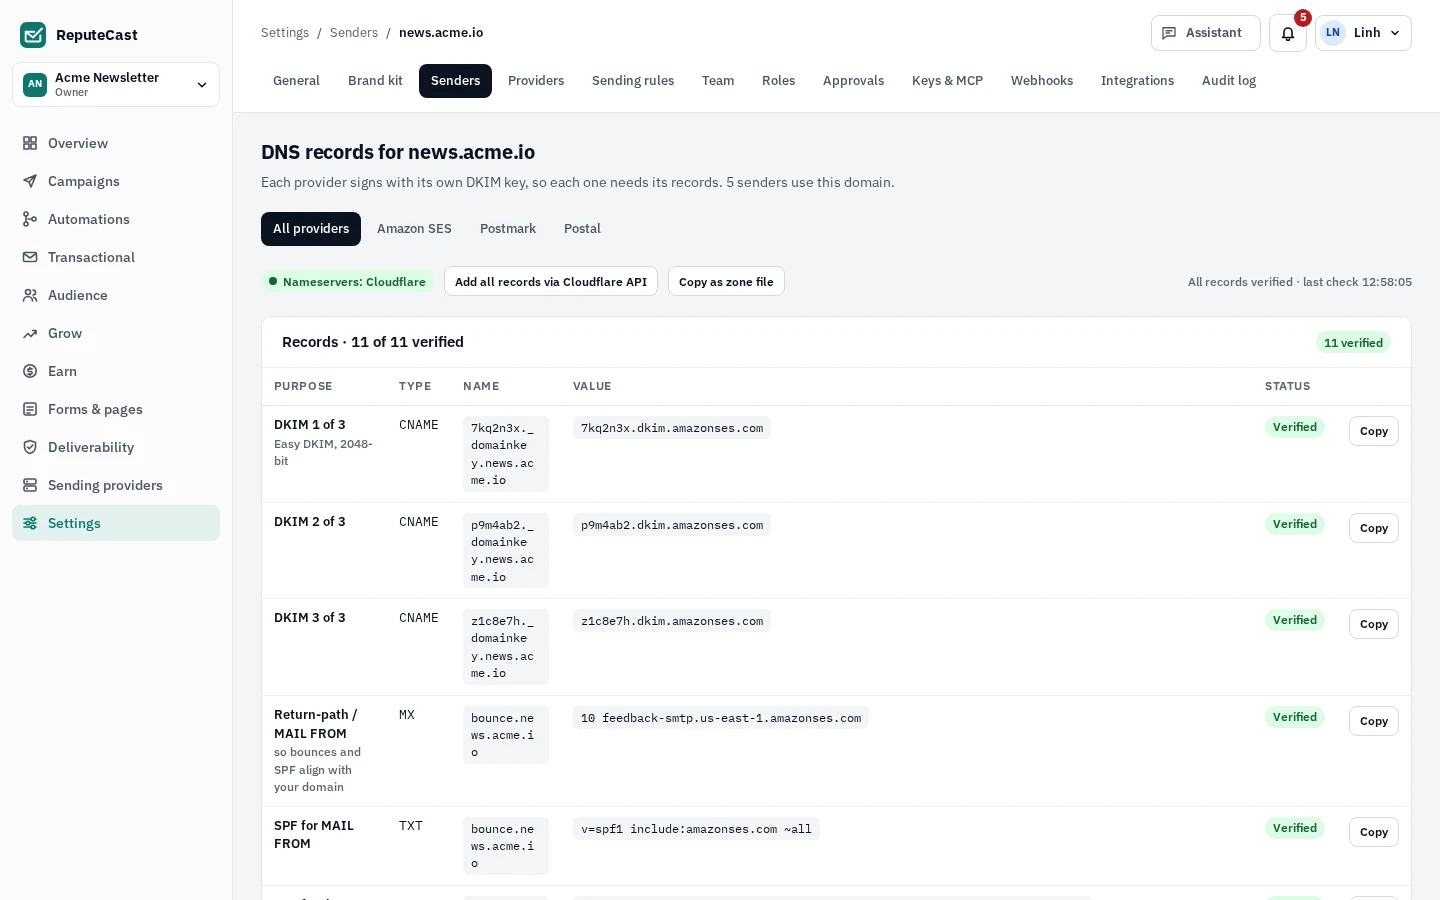 ReputeCast
AN
Acme Newsletter
Owner
Overview
Campaigns
Automations
Transactional
Audience
Grow
Earn
Forms & pages
Deliverability
Sending providers
Settings
Settings / Senders / news.acme.io
Assistant
5
LN
Linh
General
Brand kit
Senders
Providers
Sending rules
Team
Roles
Approvals
Keys & MCP
Webhooks
Integrations
Audit log
DNS records for news.acme.io
Each provider signs with its own DKIM key, so each one needs its records. 5 senders use this domain.
All providers
Amazon SES
Postmark
Postal
Nameservers: Cloudflare
Add all records via Cloudflare API
Copy as zone file
All records verified · last check 12:58:05
Records · 11 of 11 verified
11 verified
PURPOSE
TYPE
NAME
VALUE
STATUS
DKIM 1 of 3
Easy DKIM, 2048-
bit
CNAME
7kq2n3x._
domainke
y.news.ac
me.io
7kq2n3x.dkim.amazonses.com
Verified
Copy
DKIM 2 of 3
CNAME
p9m4ab2._
domainke
y.news.ac
me.io
p9m4ab2.dkim.amazonses.com
Verified
Copy
DKIM 3 of 3
CNAME
z1c8e7h._
domainke
y.news.ac
me.io
z1c8e7h.dkim.amazonses.com
Verified
Copy
Return-path /
MAIL FROM
so bounces and
SPF align with
your domain
MX
bounce.ne
ws.acme.i
o
10 feedback-smtp.us-east-1.amazonses.com
Verified
Copy
SPF for MAIL
FROM
TXT
bounce.ne
ws.acme.i
o
v=spf1 include:amazonses.com ~all
Verified
Copy